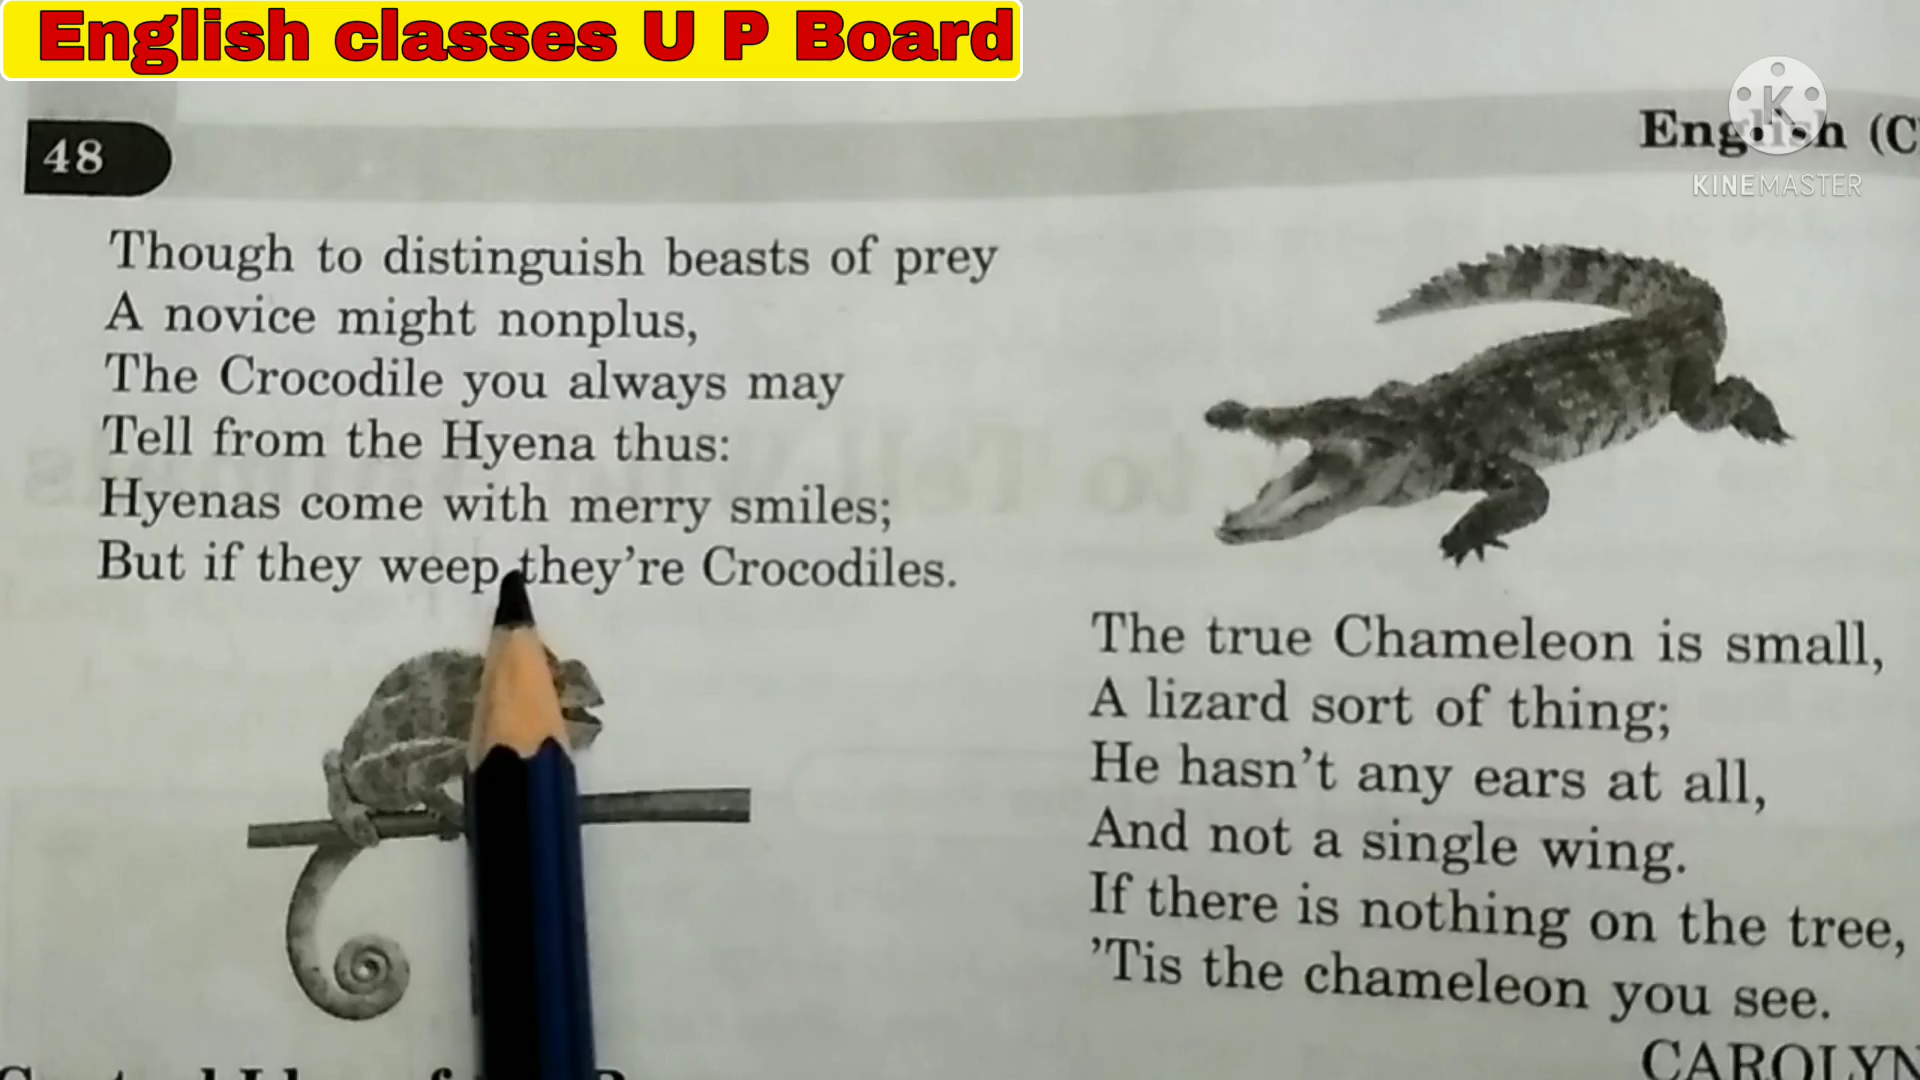 English classes U P Board
48
English (C
KINEMASTER
Though to distinguish beasts of prey
A novice might nonplus,
The Crocodile you always may
Tell from the Hyena thus:
Hyenas come with merry smiles;
But if they weep they're Crocodiles.
The true Chameleon is small,
A lizard sort of thing;
He hasn't any ears at all,
And not a single wing.
If there is nothing on the tree,
'Tis the chameleon you see.
CAROLYN